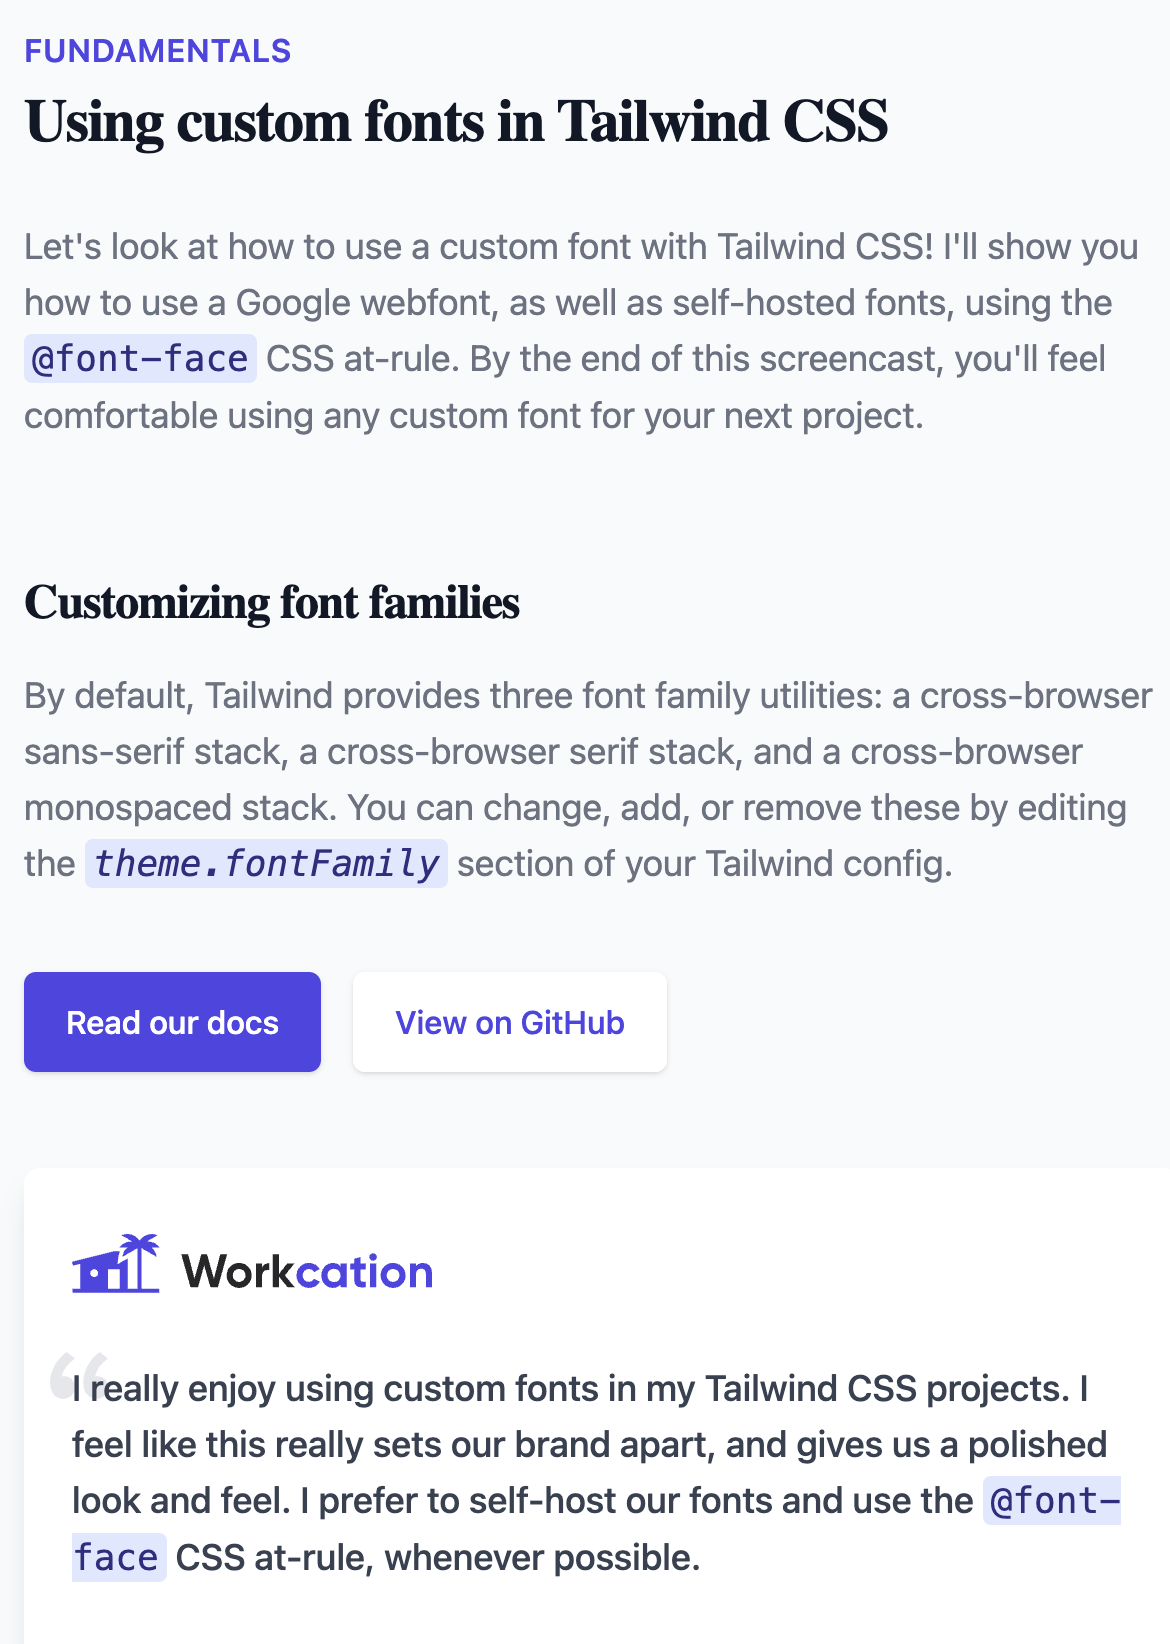 FUNDAMENTALS
Using custom fonts in Tailwind CSS
Let's look at how to use a custom font with Tailwind CSS! I'll show you
how to use a Google webfont, as well as self-hosted fonts, using the
@font-face CSS at-rule. By the end of this screencast, you'll feel
comfortable using any custom font for your next project.
Customizing font families
By default, Tailwind provides three font family utilities: a cross-browser
sans-serif stack, a cross-browser serif stack, and a cross-browser
monospaced stack. You can change, add, or remove these by editing
the theme.fontFamily section of your Tailwind config.
Read our docs
View on GitHub
Workcation
“I really enjoy using custom fonts in my Tailwind CSS projects. I
feel like this really sets our brand apart, and gives us a polished
look and feel. I prefer to self-host our fonts and use the @font-
face CSS at-rule, whenever possible.